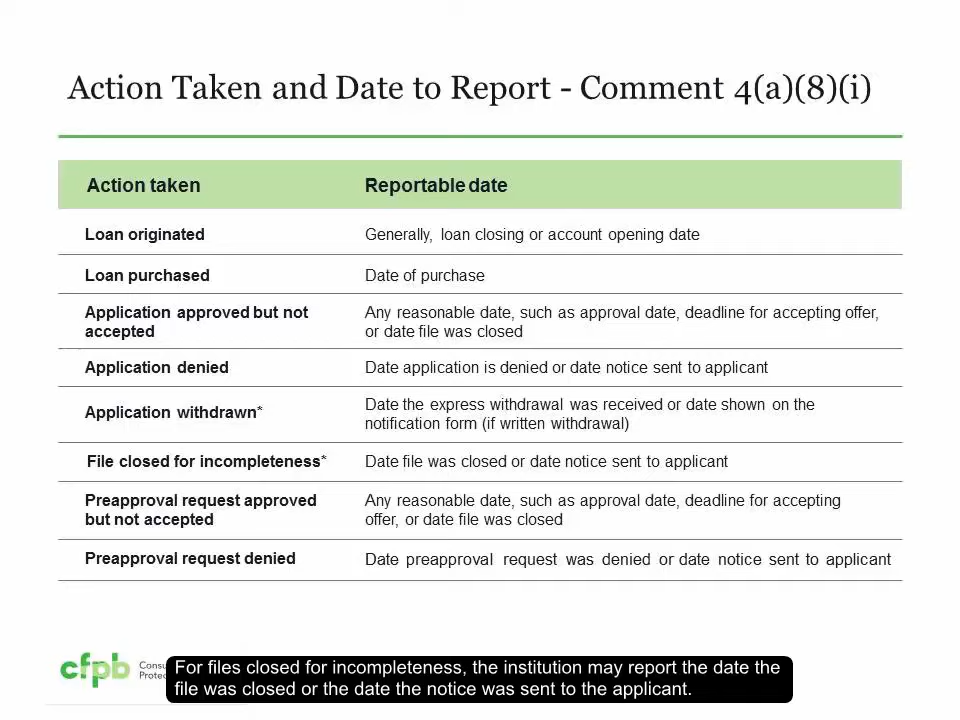 Action Taken and Date to Report - Comment 4(a)(8)(i)
Action taken
Reportable date
Loan originated
Generally, loan closing or account opening date
Loan purchased
Date of purchase
Application approved but not
accepted
Any reasonable date, such as approval date, deadline for accepting offer,
or date file was closed
Application denied
Date application is denied or date notice sent to applicant
Application withdrawn*
Date the express withdrawal was received or date shown on the
notification form (if written withdrawal)
File closed for incompleteness*
Date file was closed or date notice sent to applicant
Preapproval request approved
but not accepted
Any reasonable date, such as approval date, deadline for accepting
offer, or date file was closed
Preapproval request denied
Date preapproval request was denied or date notice sent to applicant
cfpb
For files closed for incompleteness, the institution may report the date the
file was closed or the date the notice was sent to the applicant.